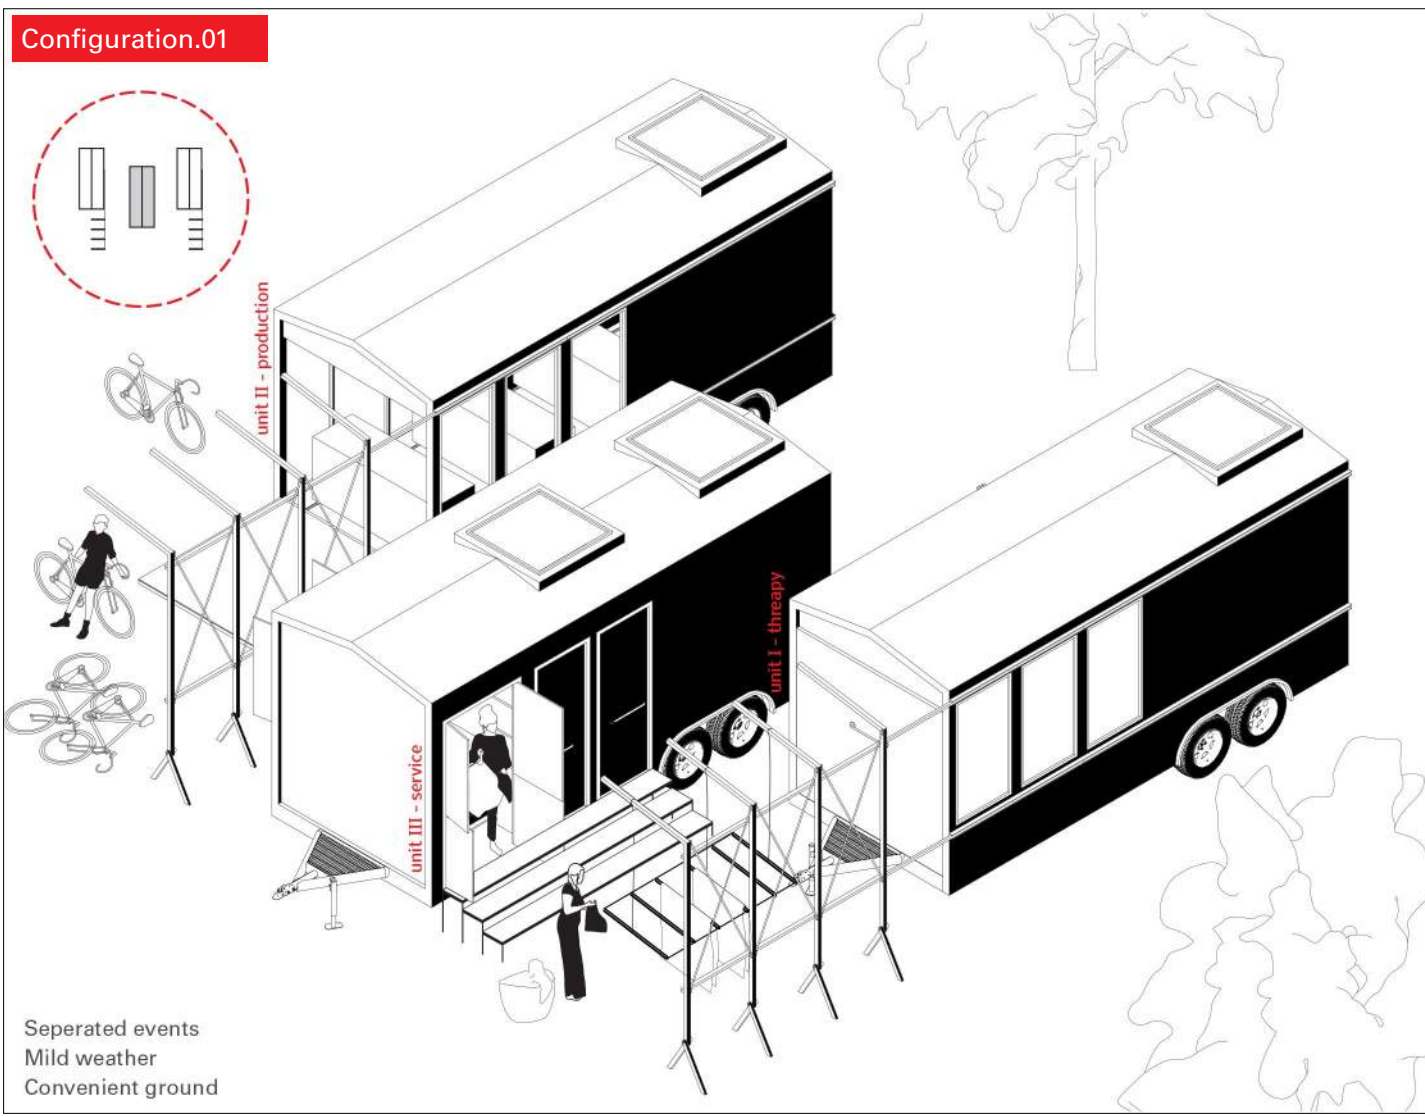 Configuration.01
unit II - production
unit I - threapy
unit III - service
Seperated events
Mild weather
Convenient ground